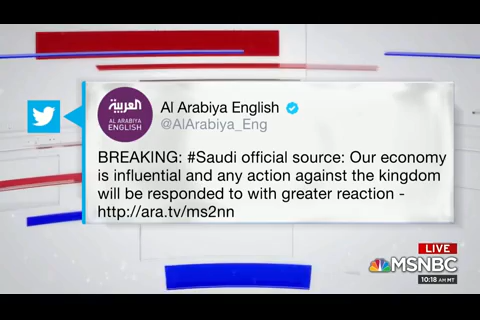 العربية
AL ARABIYA
ENGLISH
Al Arabiya English
@AlArabiya_Eng
BREAKING: #Saudi official source: Our economy
is influential and any action against the kingdom
will be responded to with greater reaction -
http://ara.tv/ms2nn
LIVE
MSNBC
10:18 AM MT